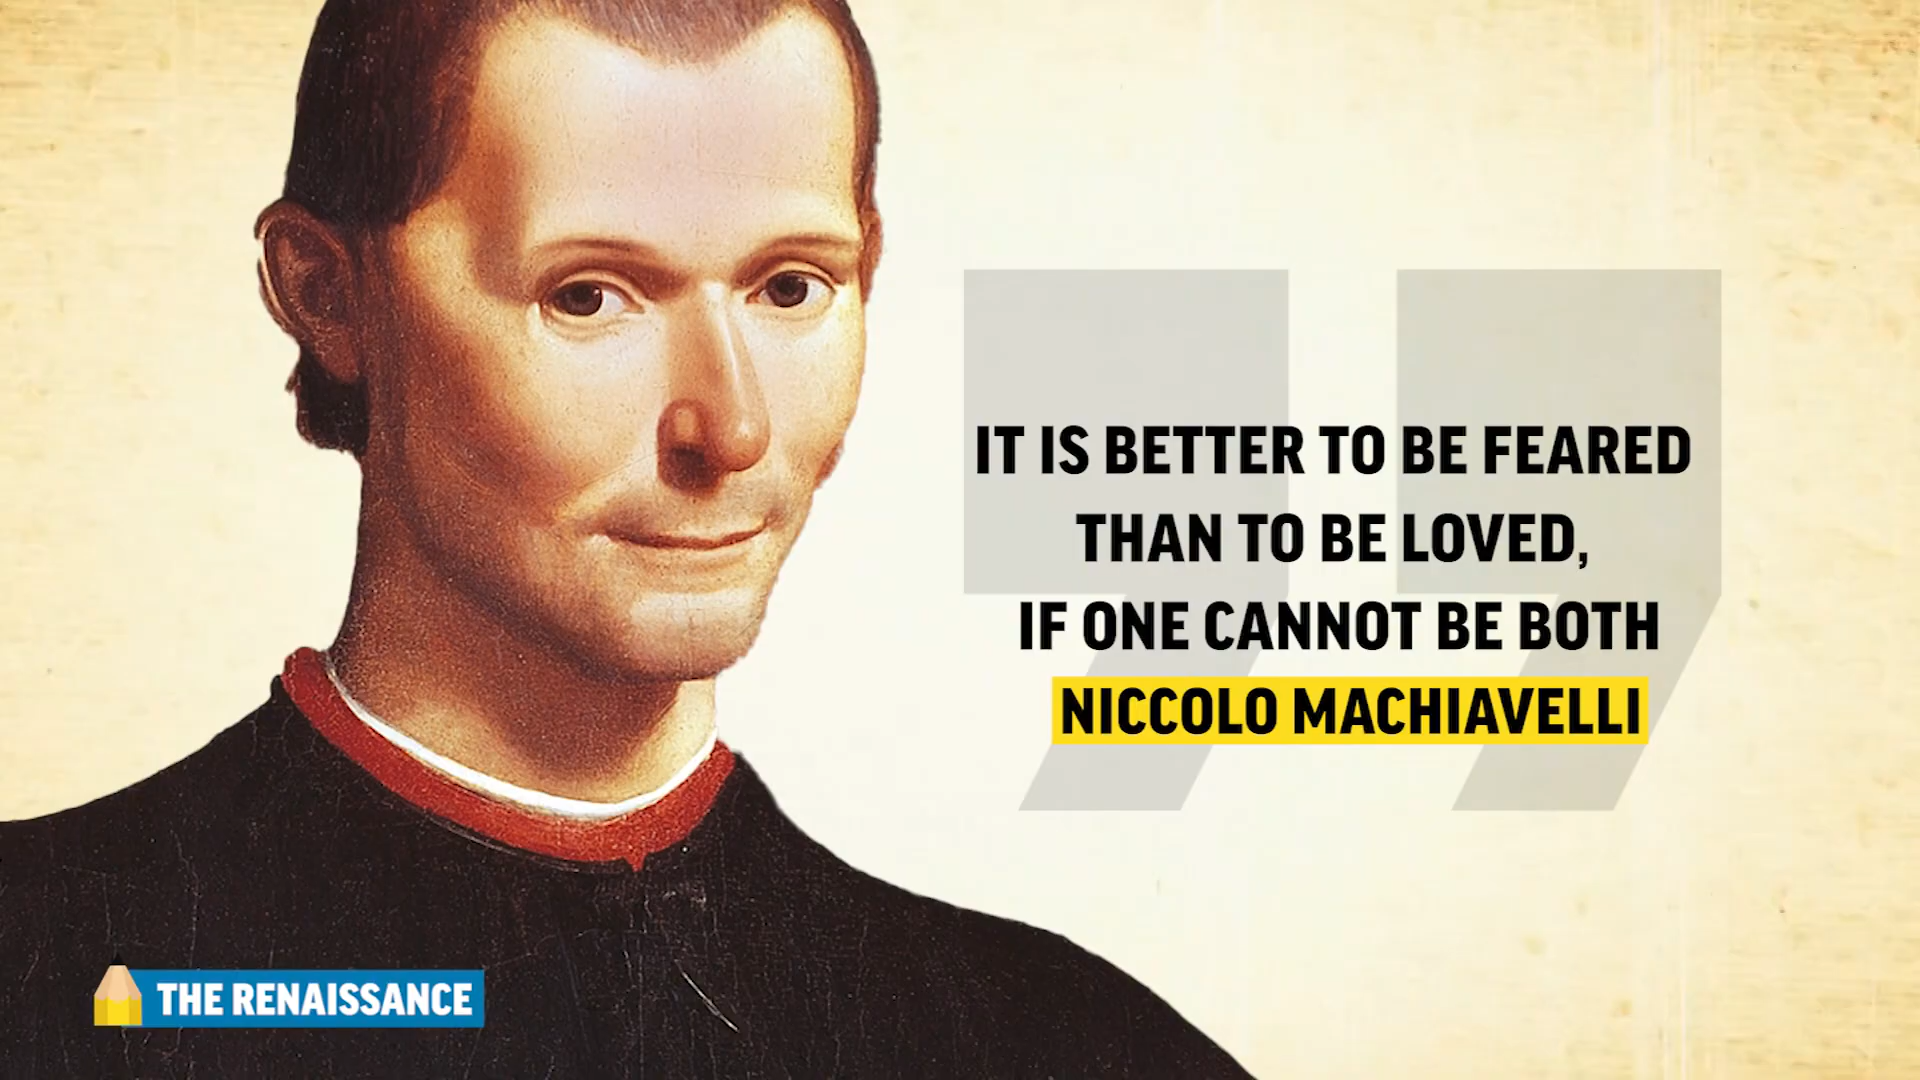 IT IS BETTER TO BE FEARED
THAN TO BE LOVED,
IF ONE CANNOT BE BOTH
NICCOLO MACHIAVELLI
THE RENAISSANCE